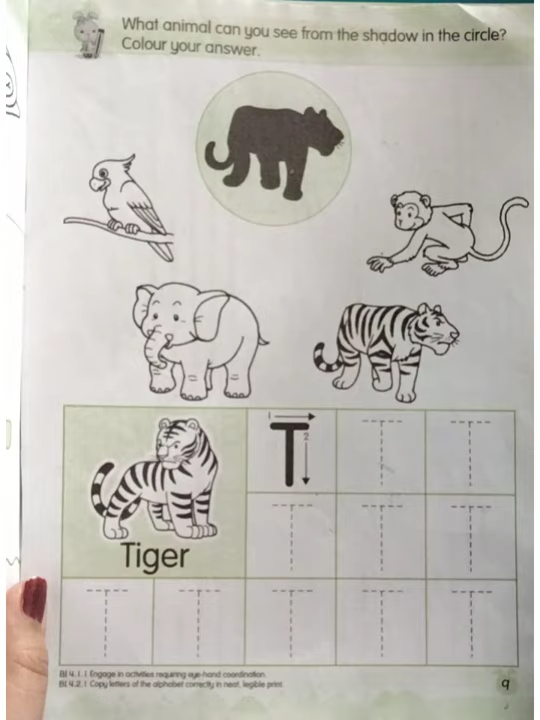 What animal can you see from the shadow in the circle?
Colour your answer.
1
T 2
T T
T T T
Tiger
T T T T T
BI 4.1.1 Engage in activities requiring eye-hand coordination.
BI 4.2.1 Copy letters of the alphabet correctly in neat, legible print.
9